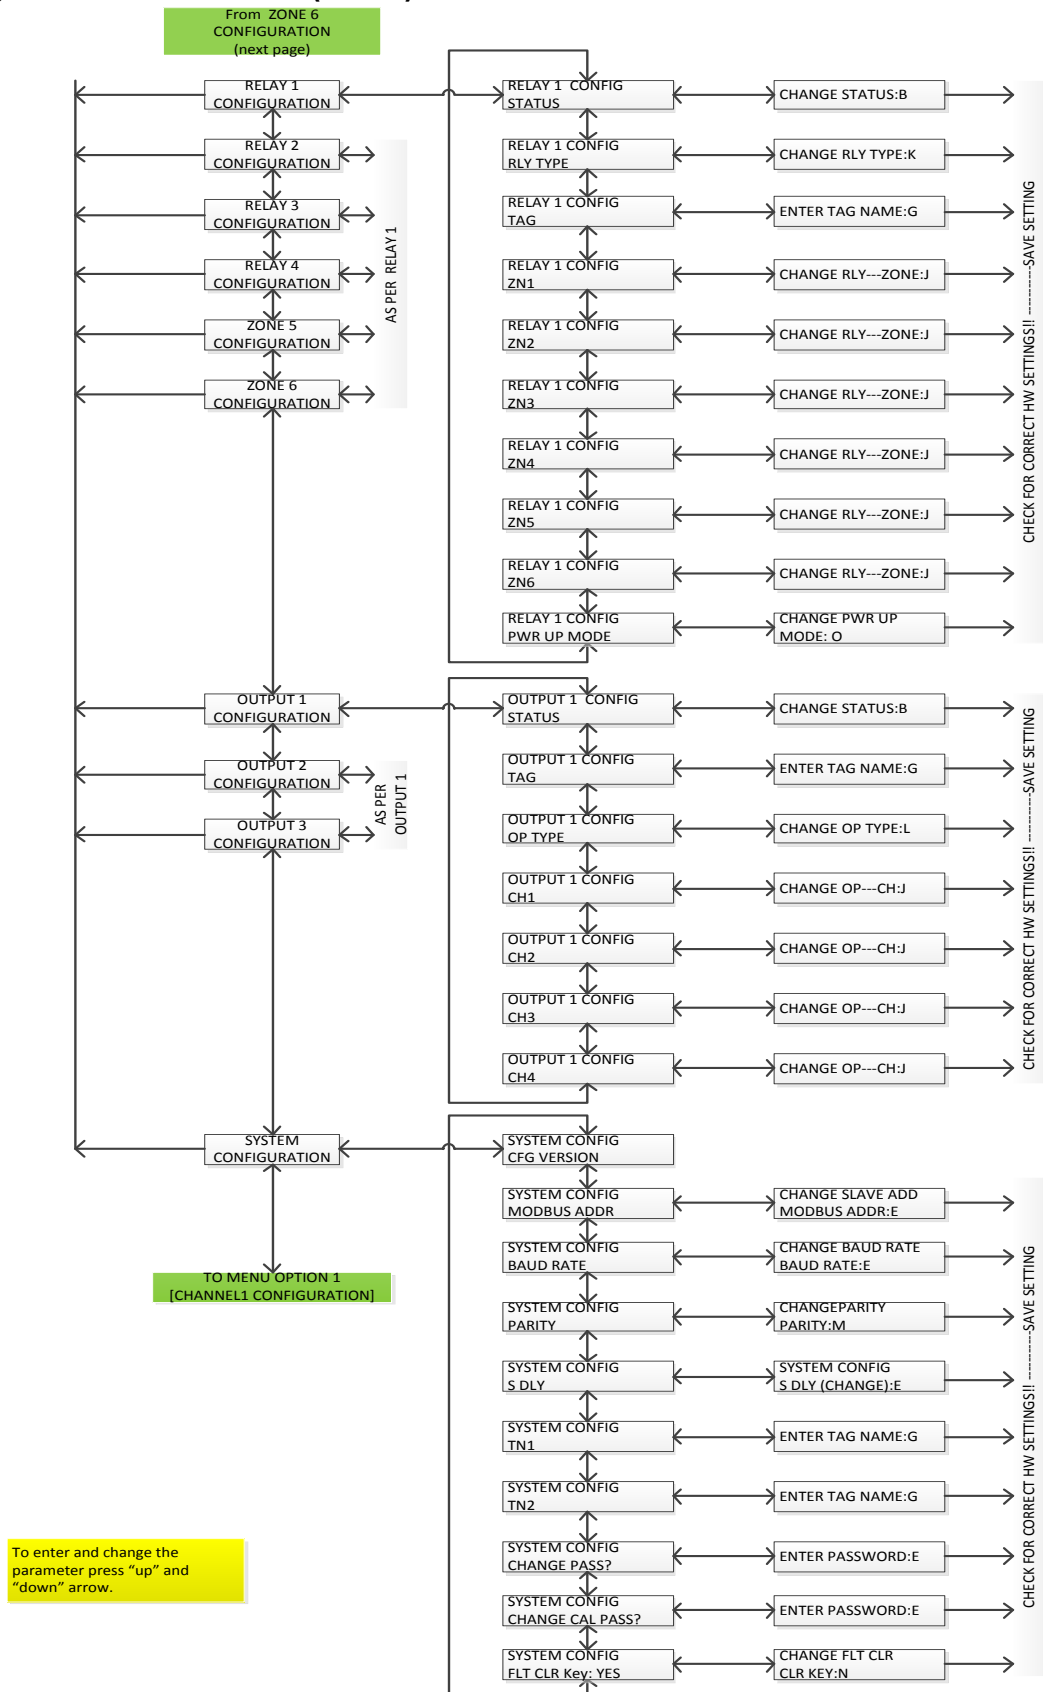 From  ZONE 6
CONFIGURATION
(next page)
RELAY 1
CONFIGURATION
RELAY 2
CONFIGURATION
RELAY 3
CONFIGURATION
RELAY 4
CONFIGURATION
ZONE 5
CONFIGURATION
ZONE 6
CONFIGURATION
AS PER  RELAY 1
RELAY 1  CONFIG
STATUS
CHANGE STATUS:B
RELAY 1 CONFIG
RLY TYPE
CHANGE RLY TYPE:K
RELAY 1 CONFIG
TAG
ENTER TAG NAME:G
RELAY 1 CONFIG
ZN1
CHANGE RLY---ZONE:J
RELAY 1 CONFIG
ZN2
CHANGE RLY---ZONE:J
RELAY 1 CONFIG
ZN3
CHANGE RLY---ZONE:J
RELAY 1 CONFIG
ZN4
CHANGE RLY---ZONE:J
RELAY 1 CONFIG
ZN5
CHANGE RLY---ZONE:J
RELAY 1 CONFIG
ZN6
CHANGE RLY---ZONE:J
RELAY 1 CONFIG
PWR UP MODE
CHANGE PWR UP
MODE: O
CHECK FOR CORRECT HW SETTINGS!! ----------SAVE SETTING
OUTPUT 1
CONFIGURATION
OUTPUT 2
CONFIGURATION
OUTPUT 3
CONFIGURATION
AS PER
OUTPUT 1
OUTPUT 1  CONFIG
STATUS
CHANGE STATUS:B
OUTPUT 1 CONFIG
TAG
ENTER TAG NAME:G
OUTPUT 1 CONFIG
OP TYPE
CHANGE OP TYPE:L
OUTPUT 1 CONFIG
CH1
CHANGE OP---CH:J
OUTPUT 1 CONFIG
CH2
CHANGE OP---CH:J
OUTPUT 1 CONFIG
CH3
CHANGE OP---CH:J
OUTPUT 1 CONFIG
CH4
CHANGE OP---CH:J
CHECK FOR CORRECT HW SETTINGS!! ----------SAVE SETTING
SYSTEM
CONFIGURATION
TO MENU OPTION 1
[CHANNEL1 CONFIGURATION]
SYSTEM CONFIG
CFG VERSION
SYSTEM CONFIG
MODBUS ADDR
CHANGE SLAVE ADD
MODBUS ADDR:E
SYSTEM CONFIG
BAUD RATE
CHANGE BAUD RATE
BAUD RATE:E
SYSTEM CONFIG
PARITY
CHANGEPARITY
PARITY:M
SYSTEM CONFIG
S DLY
SYSTEM CONFIG
S DLY (CHANGE):E
SYSTEM CONFIG
TN1
ENTER TAG NAME:G
SYSTEM CONFIG
TN2
ENTER TAG NAME:G
SYSTEM CONFIG
CHANGE PASS?
ENTER PASSWORD:E
SYSTEM CONFIG
CHANGE CAL PASS?
ENTER PASSWORD:E
SYSTEM CONFIG
FLT CLR Key: YES
CHANGE FLT CLR
CLR KEY:N
CHECK FOR CORRECT HW SETTINGS!! ----------SAVE SETTING
To enter and change the
parameter press “up” and
“down” arrow.